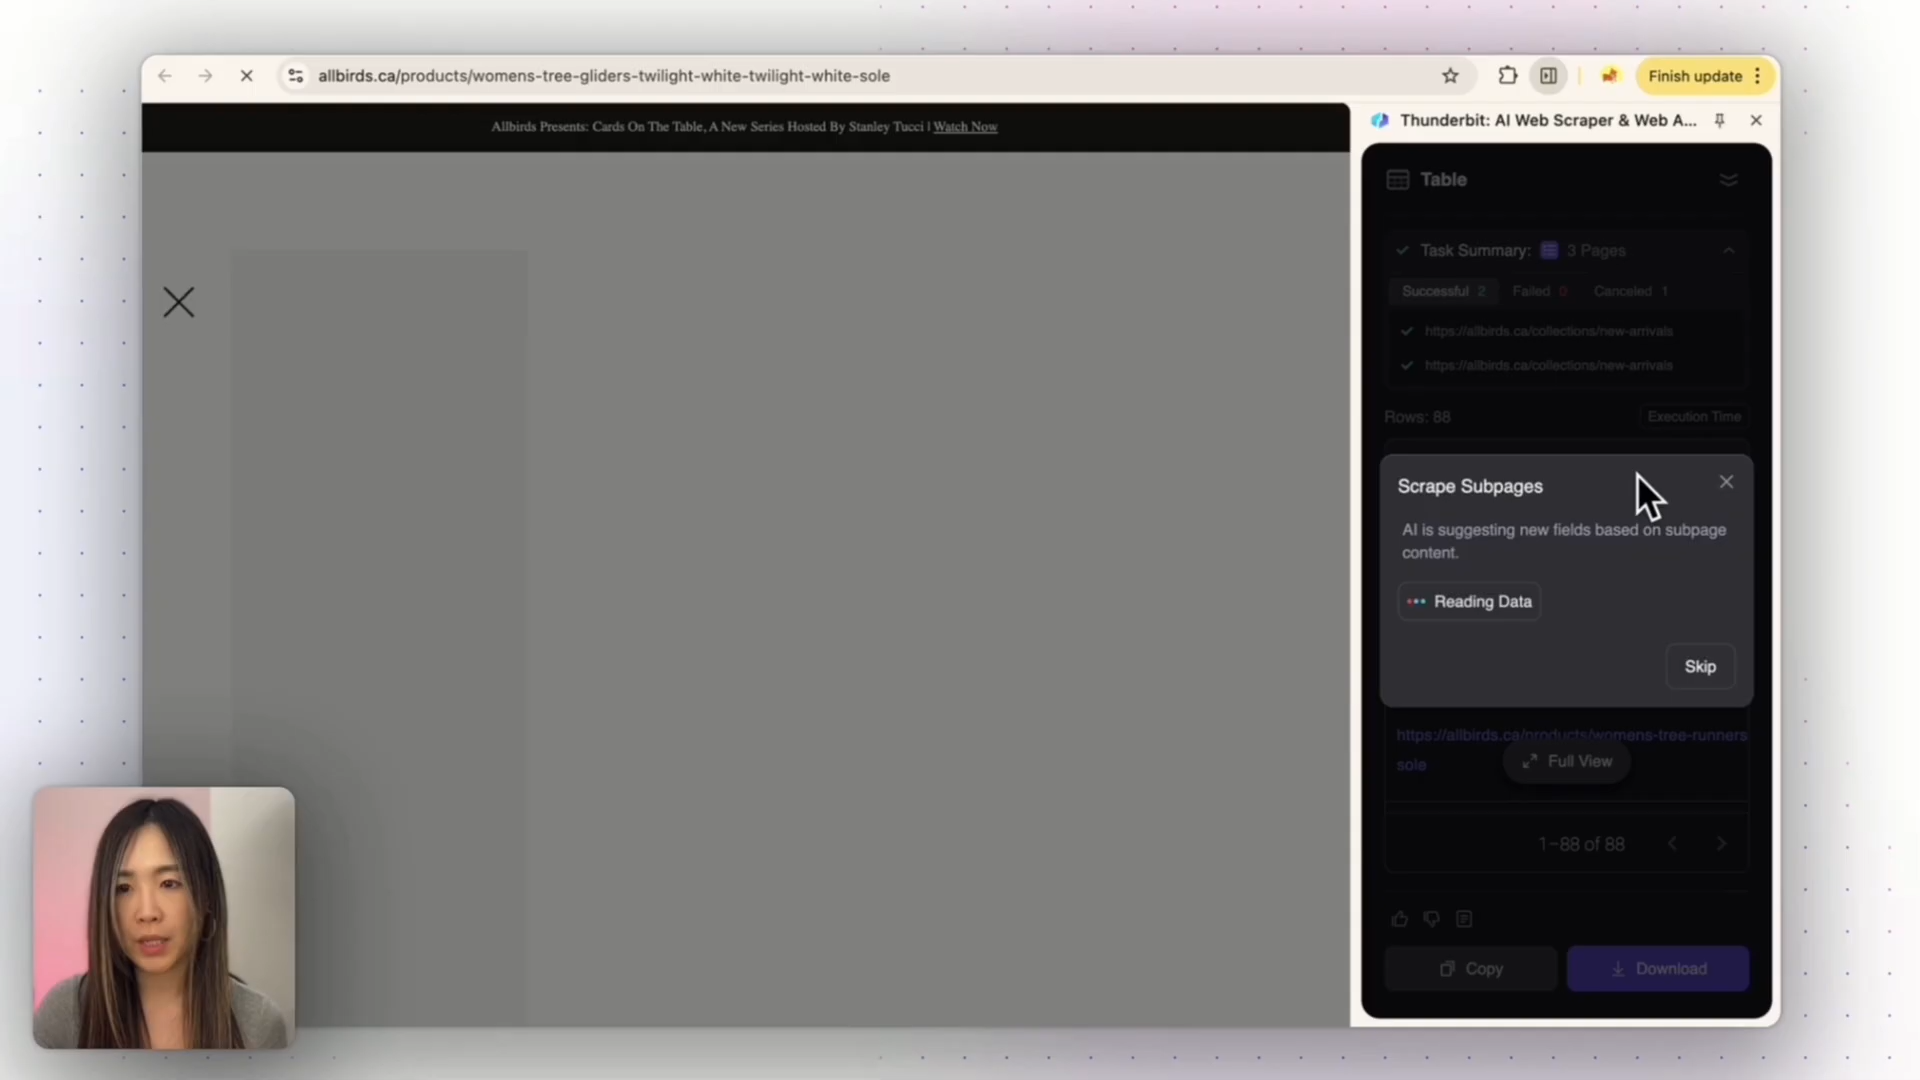 allbirds.ca/products/womens-tree-gliders-twilight-white-twilight-white-sole
Finish update
Allbirds Presents: Cards On The Table, A New Series Hosted By Stanley Tucci | Watch Now
Thunderbit: AI Web Scraper & Web A...
Table
Task Summary: 3 Pages
Successful 2 Failed 0 Canceled 1
https://allbirds.ca/collections/new-arrivals
https://allbirds.ca/collections/new-arrivals
Rows: 88 Execution Time
Scrape Subpages
AI is suggesting new fields based on subpage
content.
Reading Data
Skip
https://allbirds.ca/products/womens-tree-runners
sole
Full View
1-88 of 88
Copy
Download